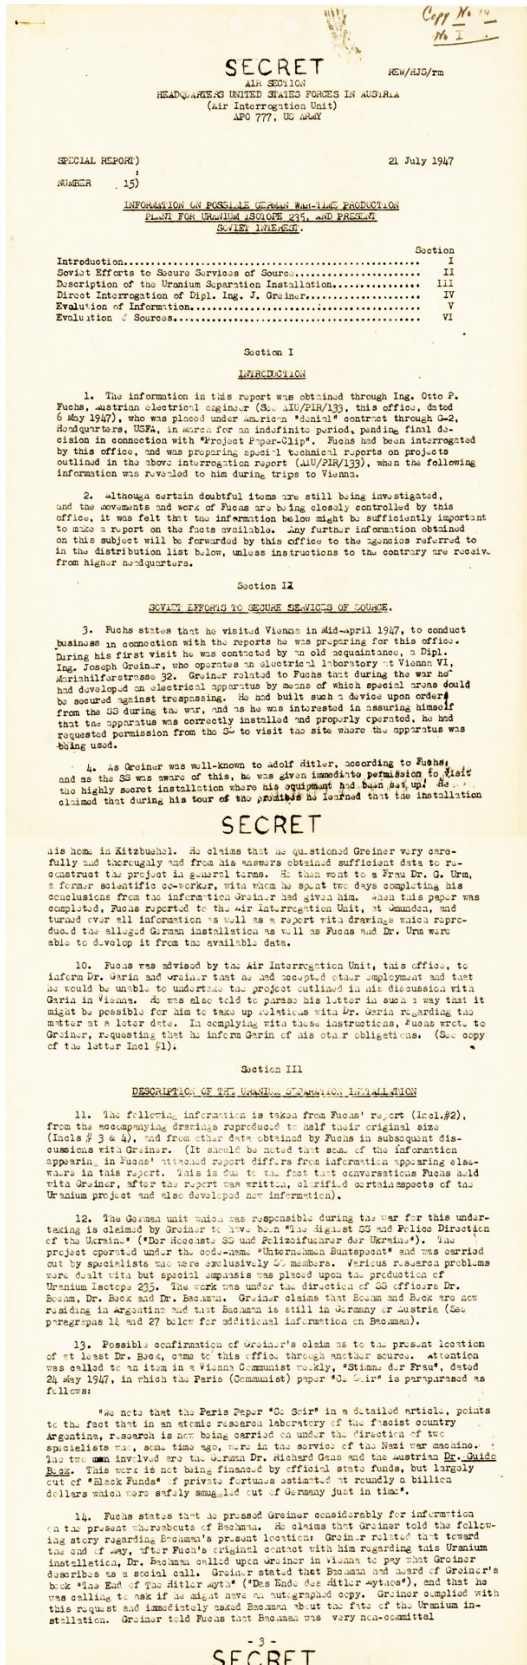 Copy No 14
No I.
SECRET
REW/HJS/rm
AIR SECTION
HEADQUARTERS UNITED STATES FORCES IN AUSTRIA
(Air Interrogation Unit)
APO 777, US ARMY
SPECIAL REPORT)
:
NUMBER 15)
21 July 1947
INFORMATION ON POSSIBLE GERMAN WAR-TIME PRODUCTION
PLANT FOR URANIUM ISOTOPE 235, AND PRESENT
SOVIET INTEREST.
Section
Introduction............................................ I
Soviet Efforts to Secure Services of Source................... II
Description of the Uranium Separation Installation............. III
Direct Interrogation of Dipl. Ing. J. Greiner.................. IV
Evalution of Information........................................ V
Evaluation of Sources........................................... VI
Section I
INTRODUCTION
1. The information in this report was obtained through Ing. Otto P.
Fuchs, Austrian electrical engineer (See AIU/PIR/133, this office, dated
6 May 1947), who was placed under American "denial" contract through G-2,
Headquarters, USFA, in March for an indefinite period, pending final de-
cision in connection with "Project Paper-Clip". Fuchs had been interrogated
by this office, and was preparing special technical reports on projects
outlined in the above interrogation report (AIU/PIR/133), when the following
information was revealed to him during trips to Vienna.
2. Although certain doubtful items are still being investigated,
and the movements and work of Fuchs are being closely controlled by this
office, it was felt that the information below might be sufficiently important
to make a report on the facts available. Any further information obtained
on this subject will be forwarded by this office to the agencies referred to
in the distribution list below, unless instructions to the contrary are receive
from higher headquarters.
Section II
SOVIET EFFORTS TO SECURE SERVICES OF SOURCE.
3. Fuchs states that he visited Vienna in Mid-April 1947, to conduct
business in connection with the reports he was preparing for this office.
During his first visit he was contacted by an old acquaintance, a Dipl.
Ing. Joseph Greiner, who operates an electrical laboratory at Vienna VI,
Mariahilferstrasse 32. Greiner related to Fuchs that during the war he
had developed an electrical apparatus by means of which special areas could
be secured against trespassing. He had built such a device upon orders
from the SS during the war, and as he was interested in assuring himself
that the apparatus was correctly installed and properly operated, he had
requested permission from the SS to visit the site where the apparatus was
being used.
4. As Greiner was well-known to Adolf Hitler, according to Fuchs,
and as the SS was aware of this, he was given immediate permission to visit
the highly secret installation where his equipment had been set up. He
claimed that during his tour of the premises he learned that the installation
SECRET
his home in Kitzbuehel. He claims that he questioned Greiner very care-
fully and thoroughly and from his answers obtained sufficient data to re-
construct the project in general terms. He then went to a Frau Dr. G. Urm,
a former scientific co-worker, with whom he spent two days completing his
conclusions from the information Greiner had given him. When this paper was
completed, Fuchs reported to the Air Interrogation Unit, at Gmunden, and
turned over all information as well as a report with drawings which repro-
duced the alleged German installation as well as Fuchs and Dr. Urm were
able to develop it from the available data.
10. Fuchs was advised by the Air Interrogation Unit, this office, to
inform Dr. Garin and Greiner that he had accepted other employment and that
he would be unable to undertake the project outlined in his discussion with
Garin in Vienna. He was also told to phrase his letter in such a way that it
might be possible for him to take up relations with Dr. Garin regarding the
matter at a later date. In complying with these instructions, Fuchs wrote to
Greiner, requesting that he inform Garin of his other obligations. (See copy
of the letter Incl #1).
Section III
DESCRIPTION OF THE URANIUM SEPARATION INSTALLATION
11. The following information is taken from Fuchs' report (Incl.#2),
from the accompanying drawings reproduced to half their original size
(Incls # 3 & 4), and from other data obtained by Fuchs in subsequent dis-
cussions with Greiner. (It should be noted that some of the information
appearing in Fuchs' attached report differs from information appearing else-
where in this report. This is due to the fact that conversations Fuchs held
with Greiner, after the report was written, clarified certain aspects of the
Uranium project and also developed new information).
12. The German unit which was responsible during the war for this under-
taking is claimed by Greiner to have been "The Highest SS and Police Direction
of the Ukraine" ("Der Hoechste SS und Polizeifuehrer der Ukraine"). The
project operated under the code-name "Unternehmen Buntspecht" and was carried
out by specialists who were exclusively SS members. Various research problems
were dealt with but special emphasis was placed upon the production of
Uranium Isotope 235. The work was under the direction of SS officers Dr.
Boehm, Dr. Beck and Dr. Bachman. Greiner claims that Boehm and Beck are now
residing in Argentina and that Bachman is still in Germany or Austria (See
paragraphs 14 and 27 below for additional information on Bachman).
13. Possible confirmation of Greiner's claim as to the present location
of at least Dr. Beck, came to this office through another source. Attention
was called to an item in a Vienna Communist weekly, "Stimme der Frau", dated
24 May 1947, in which the Paris (Communist) paper "Ce Soir" is paraphrased as
follows:
"We note that the Paris Paper "Ce Soir" in a detailed article, points
to the fact that in an atomic research laboratory of the fascist country
Argentina, research is now being carried on under the direction of two
specialists who, some time ago, were in the service of the Nazi war machine.
The two men involved are the German Dr. Richard Gans and the Austrian Dr. Guido
Beck. This work is not being financed by official state funds, but largely
out of "Black Funds" of private fortunes estimated at roundly a billion
dollars which were safely smuggled out of Germany just in time".
14. Fuchs states that he pressed Greiner considerably for information
on the present whereabouts of Bachman. He claims that Greiner told the follow-
ing story regarding Bachman's present location: Greiner related that toward
the end of May, after Fuch's original contact with him regarding this Uranium
installation, Dr. Bachman called upon Greiner in Vienna to pay what Greiner
describes as a social call. Greiner stated that Bachman had heard of Greiner's
book "The End of The Hitler Myth" ("Das Ende des Hitler Mythos"), and that he
was calling to ask if he might have an autographed copy. Greiner complied with
this request and immediately asked Bachman about the fate of the Uranium in-
stallation. Greiner told Fuchs that Bachman was very non-committal
- 3 -
SECRET